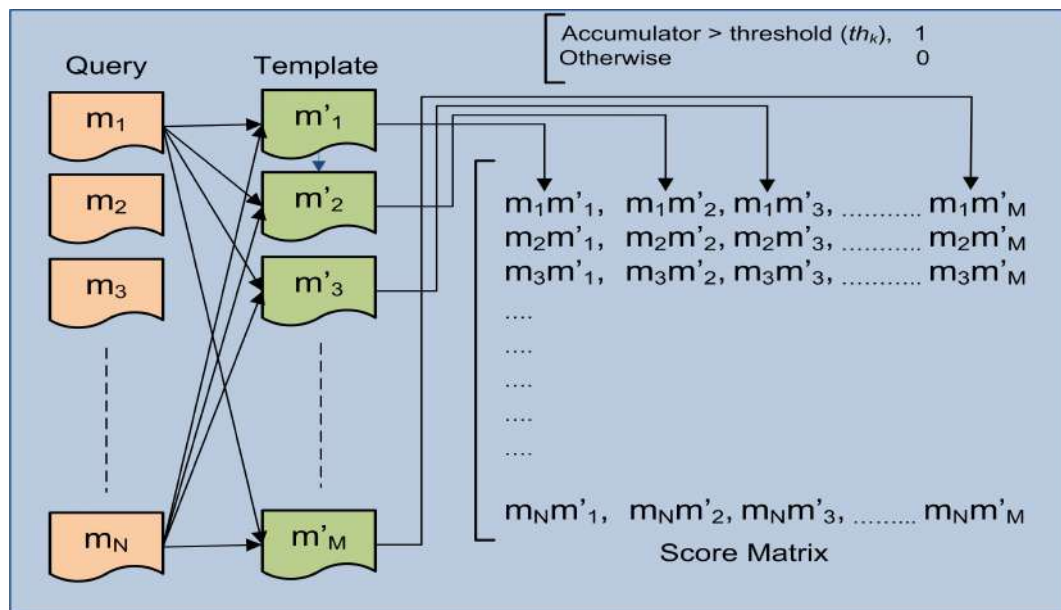 Accumulator > threshold (thk), 1
Otherwise 0
Query Template
m1 m'1
m2 m'2
m3 m'3
mN m'M
m1m'1, m1m'2, m1m'3, ........... m1m'M
m2m'1, m2m'2, m2m'3, ........... m2m'M
m3m'1, m3m'2, m3m'3, ........... m3m'M
....
....
....
....
....
mNm'1, mNm'2, mNm'3, ......... mNm'M
Score Matrix